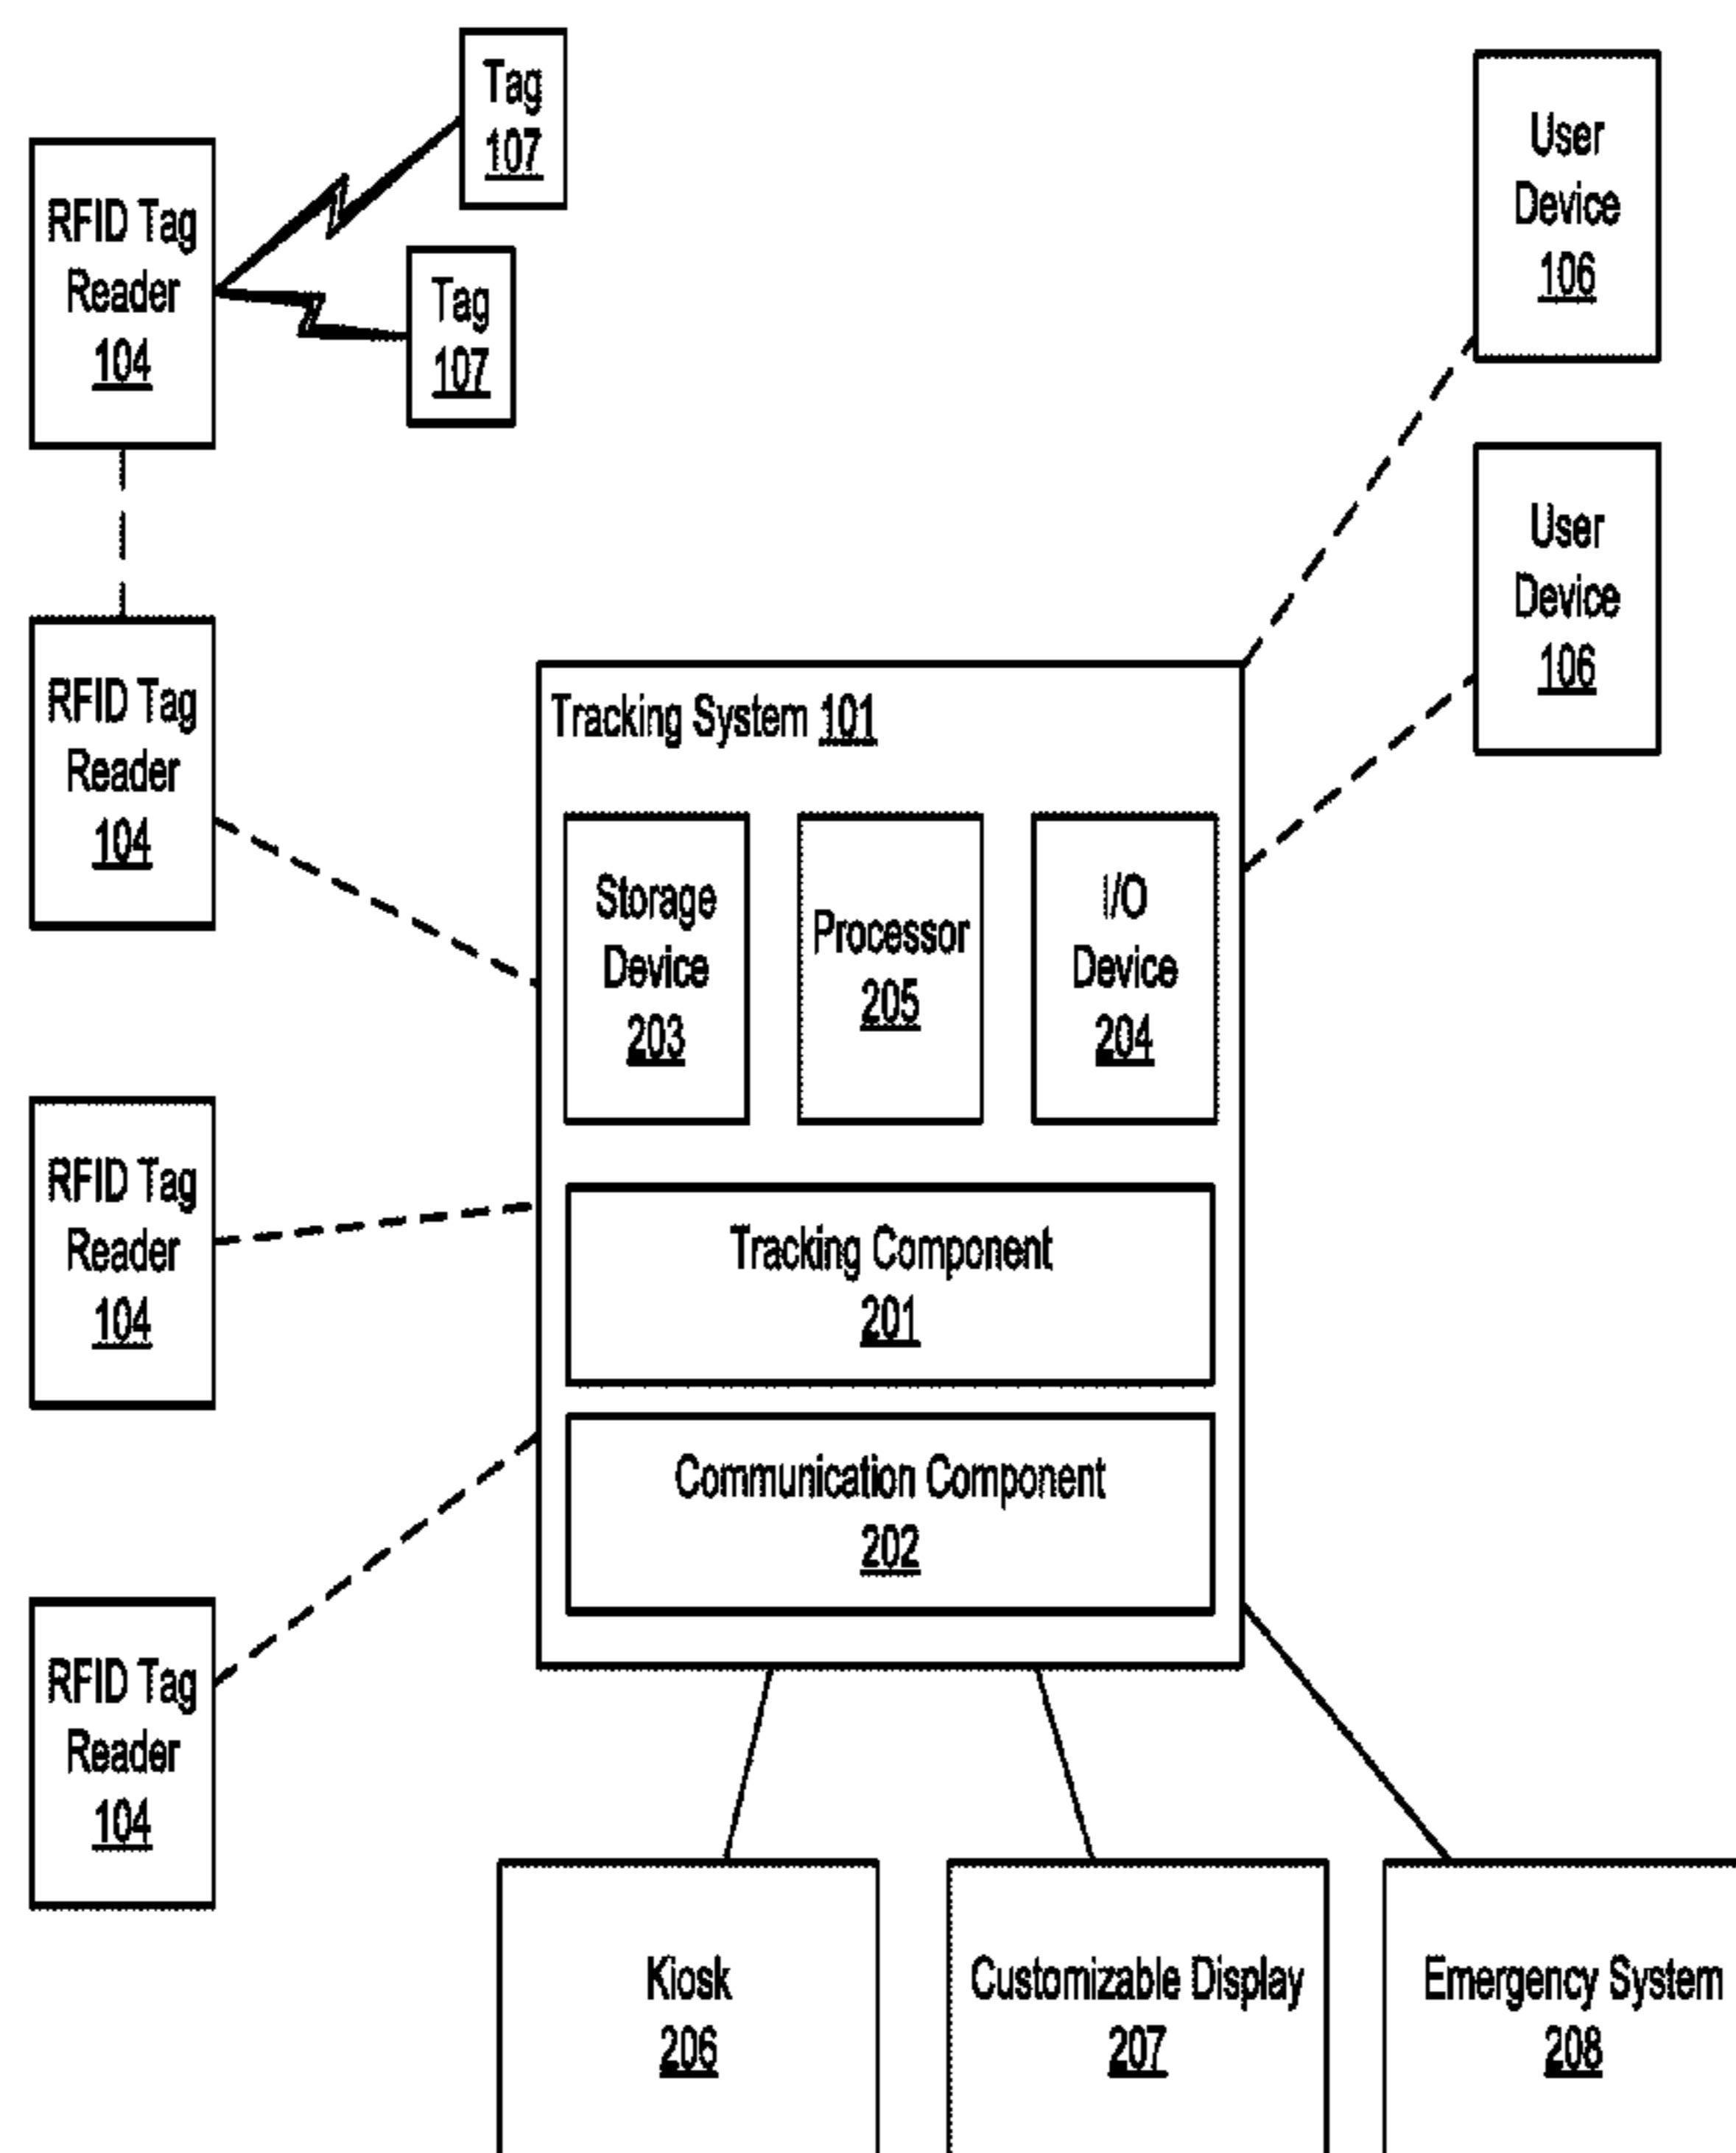 Tag
107
RFID Tag
Reader
104
Tag
107
User
Device
106
User
Device
106
RFID Tag
Reader
104
Tracking System 101
Storage
Device
203
Processor
205
I/O
Device
204
RFID Tag
Reader
104
Tracking Component
201
Communication Component
202
RFID Tag
Reader
104
Kiosk
206
Customizable Display
207
Emergency System
208